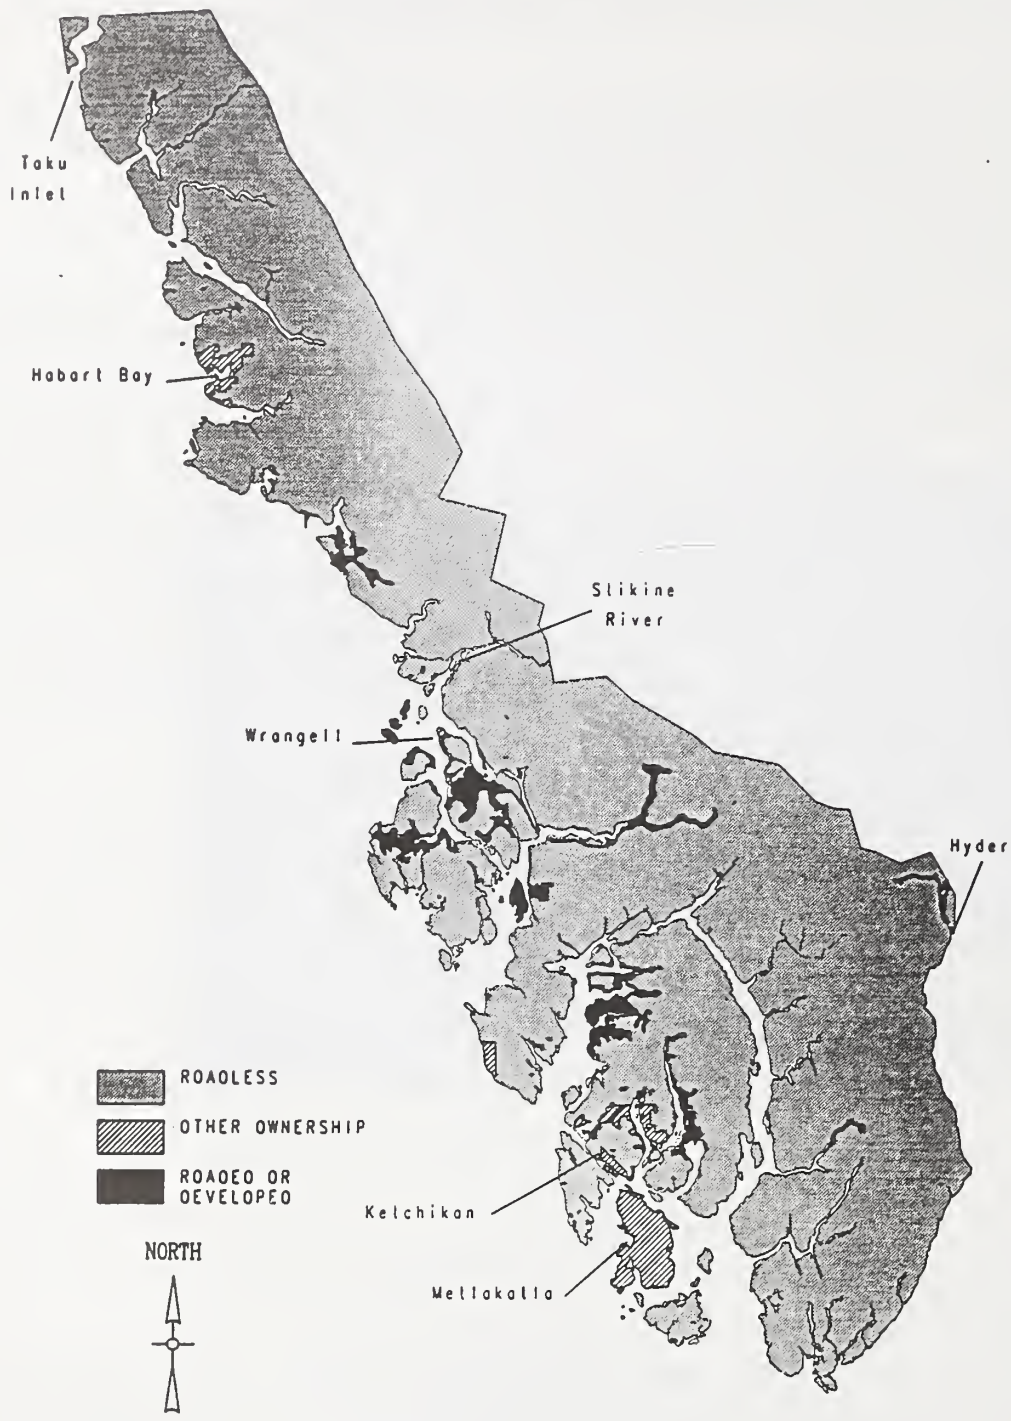 Taku
Inlet
Hobart Bay
Stikine
River
Wrangell
Hyder
ROADLESS
OTHER OWNERSHIP
ROADED OR
DEVELOPED
Ketchikan
NORTH
Metlakatla